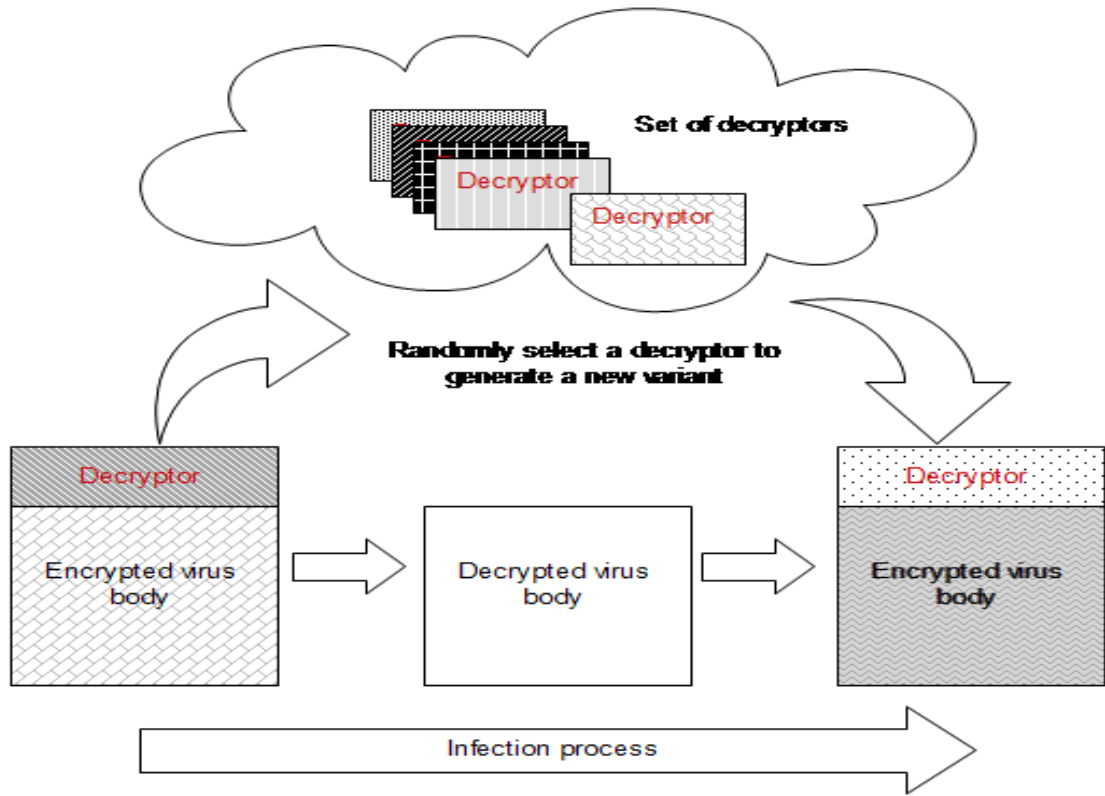 Set of decryptors
Decryptor
Decryptor
Randomly select a decryptor to
generate a new variant
Decryptor
Encrypted virus
body
Decrypted virus
body
Decryptor
Encrypted virus
body
Infection process